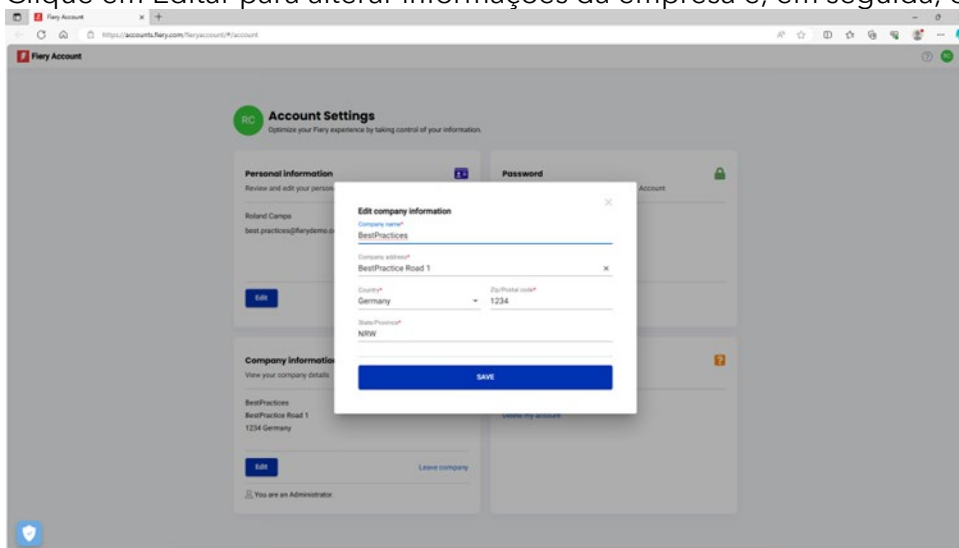 Clique em Editar para alterar informações da empresa e, em seguida, c
Fiery Account
https://accounts.fiery.com/fieryaccount/#/account
Fiery Account
RC
RC
Account Settings
Optimize your Fiery experience by taking control of your information.
Personal information
Password
Review and edit your person
Account
Roland Campa
best.practices@fierydemo.c
Edit
Edit company information
Company name*
BestPractices
Company address*
BestPractice Road 1
Country*
Zip/Postal code*
Germany
1234
State/Province*
NRW
SAVE
Company informatio
View your company details
BestPractices
BestPractice Road 1
1234 Germany
Delete my account
Edit
Leave company
You are an Administrator.